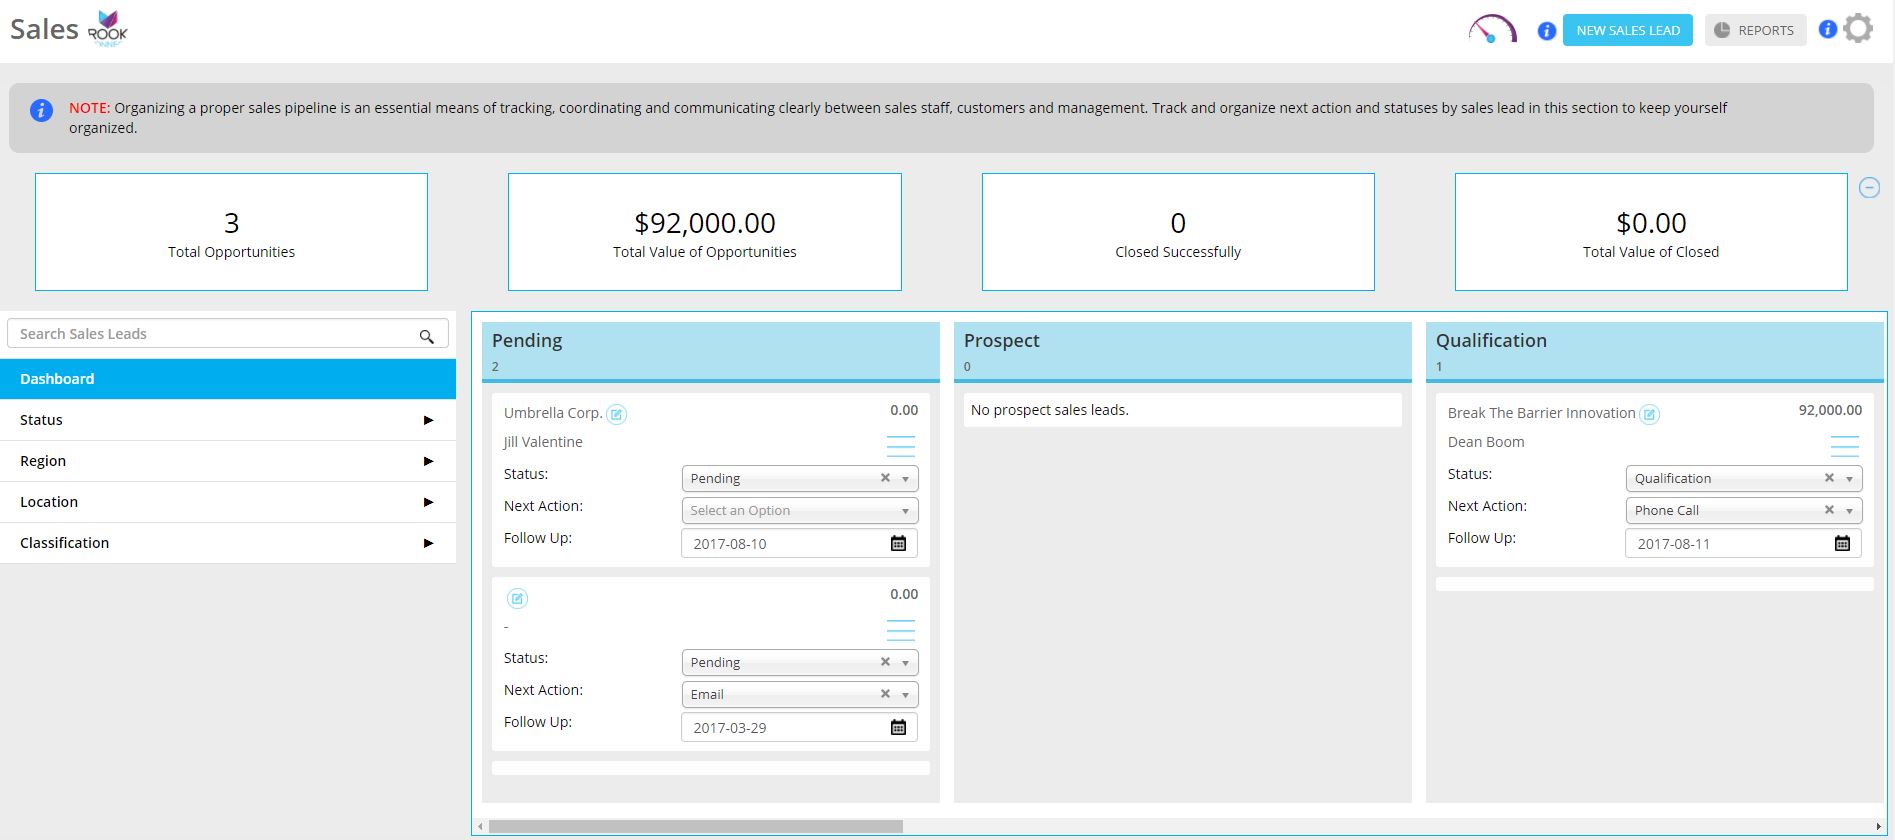 Sales
ROOK
NEW SALES LEAD
REPORTS
NOTE: Organizing a proper sales pipeline is an essential means of tracking, coordinating and communicating clearly between sales staff, customers and management. Track and organize next action and statuses by sales lead in this section to keep yourself
organized.
3
Total Opportunities
$92,000.00
Total Value of Opportunities
0
Closed Successfully
$0.00
Total Value of Closed
Search Sales Leads
Dashboard
Status
Region
Location
Classification
Pending
2
Umbrella Corp.
0.00
Jill Valentine
Status:
Pending
Next Action:
Select an Option
Follow Up:
2017-08-10
0.00
-
Status:
Pending
Next Action:
Email
Follow Up:
2017-03-29
Prospect
0
No prospect sales leads.
Qualification
1
Break The Barrier Innovation
92,000.00
Dean Boom
Status:
Qualification
Next Action:
Phone Call
Follow Up:
2017-08-11